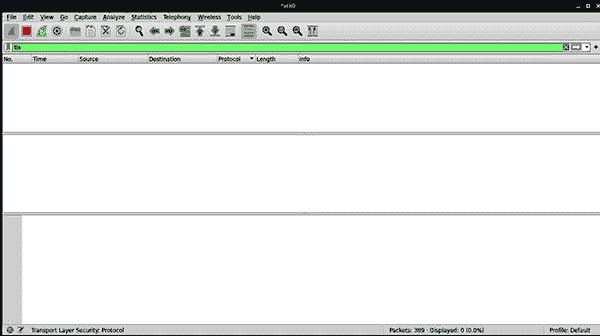 *eth0
File Edit View Go Capture Analyze Statistics Telephony Wireless Tools Help
tls
No. Time Source Destination Protocol Length Info
Transport Layer Security: Protocol Packets: 389 · Displayed: 0 (0.0%) Profile: Default